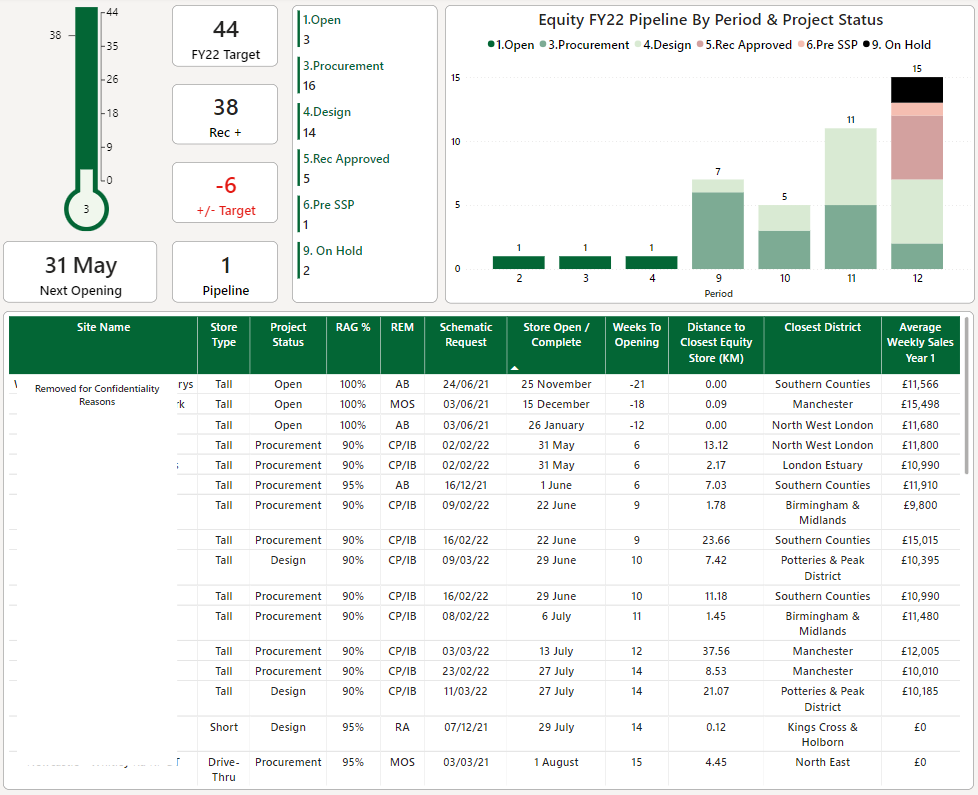 44
38
35
26
18
9
0
3
44
FY22 Target
38
Rec +
-6
+/- Target
31 May
Next Opening
1
Pipeline
1.Open
3
3.Procurement
16
4.Design
14
5.Rec Approved
5
6.Pre SSP
1
9. On Hold
2
Equity FY22 Pipeline By Period & Project Status
1.Open 3.Procurement 4.Design 5.Rec Approved 6.Pre SSP 9. On Hold
15
15
11
10
7
5
5
1 1 1
0
2 3 4 9 10 11 12
Period
Site Name Store Project RAG % REM Schematic Store Open / Weeks To Distance to Closest District Average
Type Status Request Complete Opening Closest Equity Weekly Sales
Store (KM) Year 1
Removed for Confidentiality
Reasons
rys Tall Open 100% AB 24/06/21 25 November -21 0.00 Southern Counties £11,566
rk Tall Open 100% MOS 03/06/21 15 December -18 0.09 Manchester £15,498
Tall Open 100% AB 03/06/21 26 January -12 0.00 North West London £11,680
Tall Procurement 90% CP/IB 02/02/22 31 May 6 13.12 North West London £11,800
Tall Procurement 90% CP/IB 02/02/22 31 May 6 2.17 London Estuary £10,990
Tall Procurement 95% AB 16/12/21 1 June 6 7.03 Southern Counties £11,910
Tall Procurement 90% CP/IB 09/02/22 22 June 9 1.78 Birmingham & £9,800
Midlands
Tall Procurement 90% CP/IB 16/02/22 22 June 9 23.66 Southern Counties £15,015
Tall Design 90% CP/IB 09/03/22 29 June 10 7.42 Potteries & Peak £10,395
District
Tall Procurement 90% CP/IB 16/02/22 29 June 10 11.18 Southern Counties £10,990
Tall Procurement 90% CP/IB 08/02/22 6 July 11 1.45 Birmingham & £11,480
Midlands
Tall Procurement 90% CP/IB 03/03/22 13 July 12 37.56 Manchester £12,005
Tall Procurement 90% CP/IB 23/02/22 27 July 14 8.53 Manchester £10,010
Tall Design 90% CP/IB 11/03/22 27 July 14 21.07 Potteries & Peak £10,185
District
Short Design 95% RA 07/12/21 29 July 14 0.12 Kings Cross & £0
Holborn
Drive- Procurement 95% MOS 03/03/21 1 August 15 4.45 North East £0
Thru